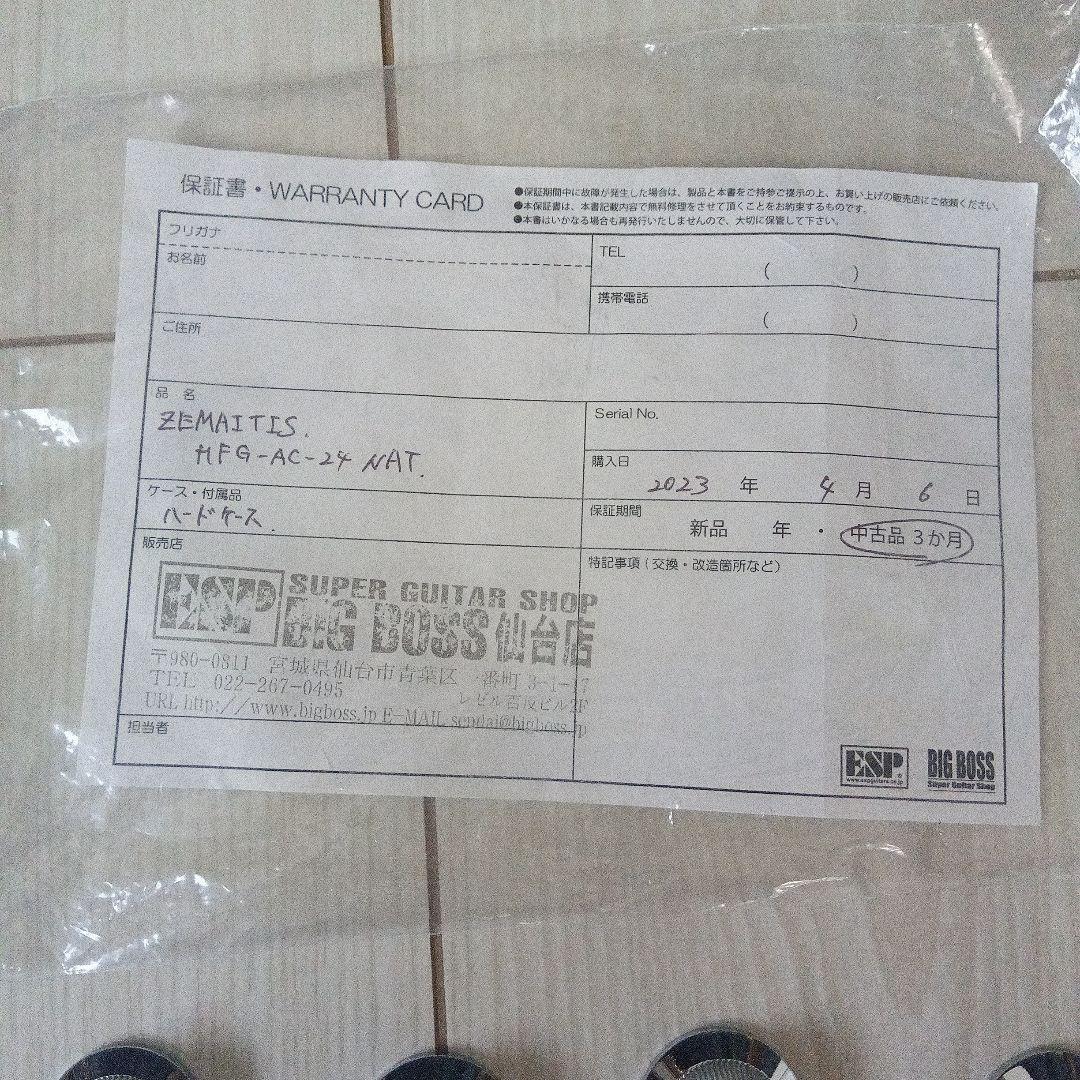 保証書・WARRANTY CARD
●保証期間中に故障が発生した場合は、製品と本書をご持参ご提示の上、お買い上げの販売店にご依頼ください。
●本保証書は、本書記載内容で無料修理をさせて頂くことをお約束するものです。
●本書はいかなる場合も再発行いたしませんので、大切に保管して下さい。
フリガナ
お名前
TEL
( )
携帯電話
( )
ご住所
品 名
ZEMAITIS.
HFG-AC-24 NAT.
Serial No.
購入日
2023 年 4 月 6 日
ケース・付属品
ハードケース.
保証期間
新品 年 ・ 中古品 3か月
販売店
ESP SUPER GUITAR SHOP
BIG BOSS 仙台店
〒980-0811 宮城県仙台市青葉区一番町 3-1-17
TEL 022-267-0495
URL http://www.bigboss.jp E-MAIL sendai@bigboss.jp
特記事項(交換・改造箇所など)
担当者
ESP
www.espguitars.co.jp
BIG BOSS
Super Guitar Shop